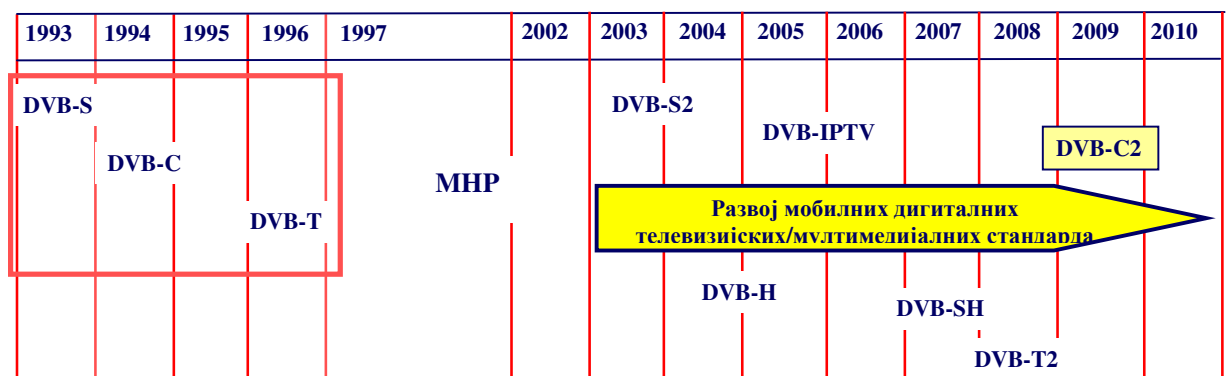 1993 1994 1995 1996 1997 2002 2003 2004 2005 2006 2007 2008 2009 2010
DVB-S
DVB-S2
DVB-IPTV
DVB-C
DVB-C2
MHP
DVB-T
Развој мобилних дигиталних
телевизијских/мултимедијалних стандарда
DVB-H
DVB-SH
DVB-T2